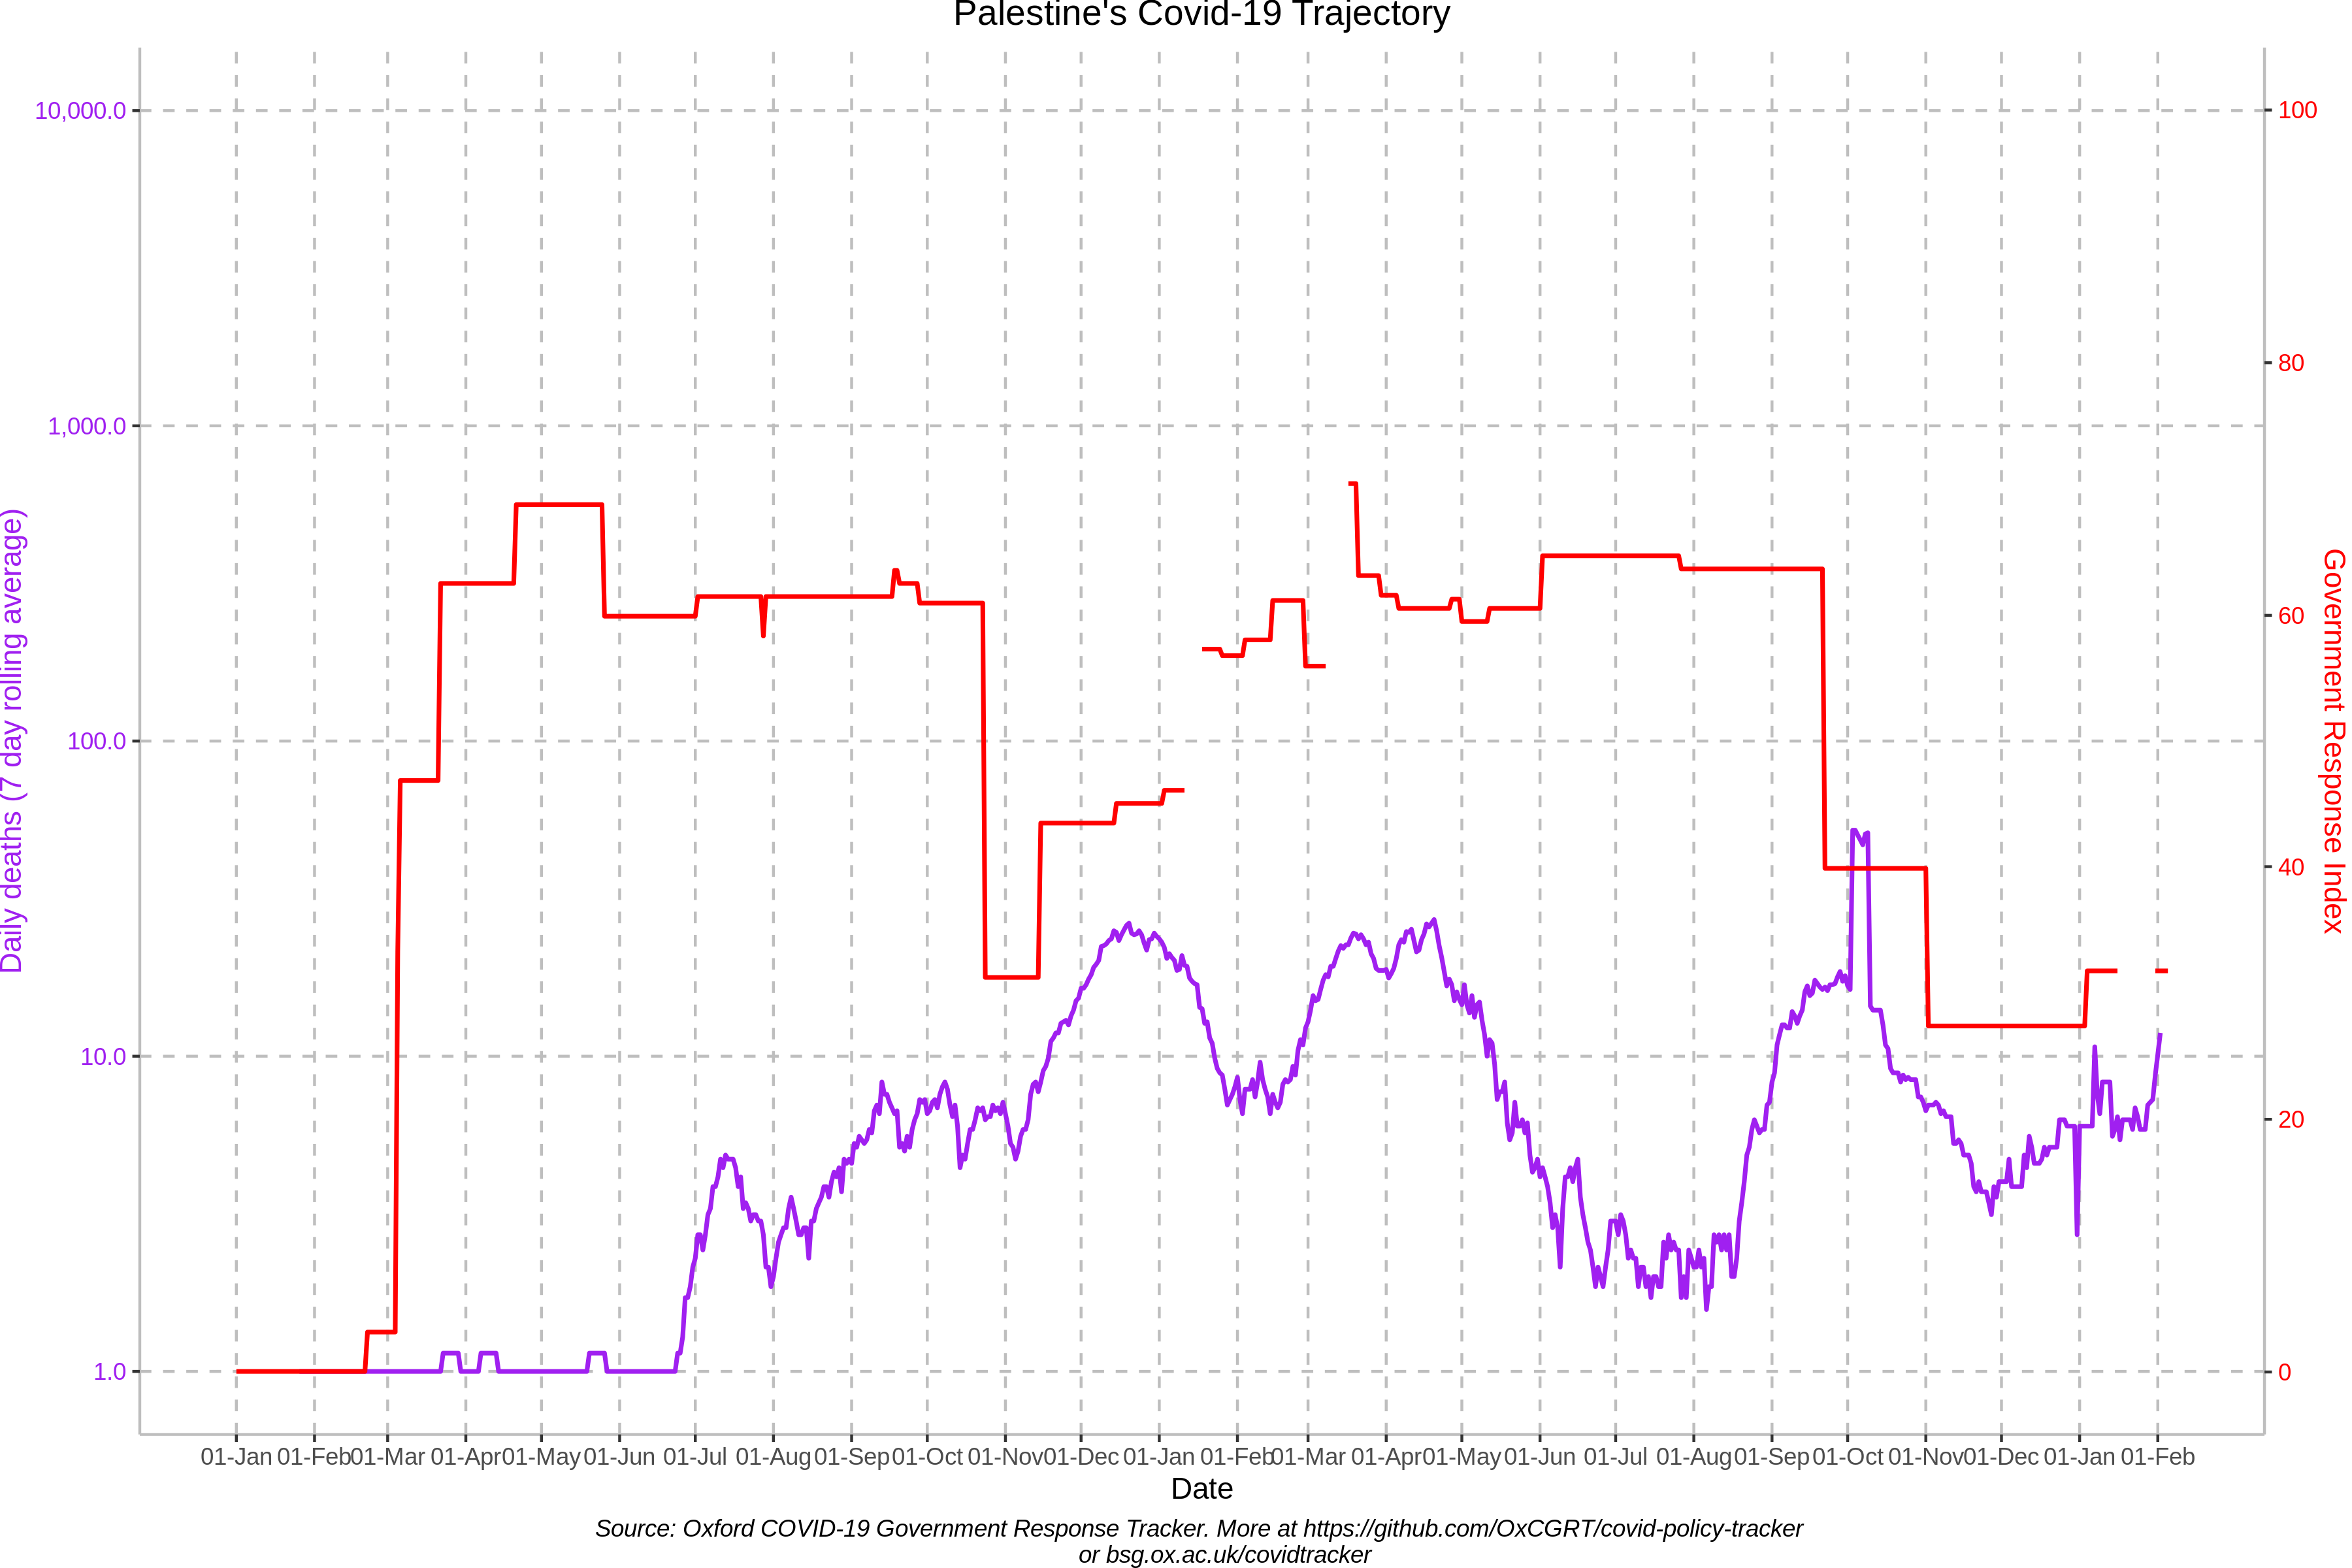 Palestine's Covid-19 Trajectory
Daily deaths (7 day rolling average)
10,000.0
1,000.0
100.0
10.0
1.0
Government Response Index
100
80
60
40
20
0
01-Jan 01-Feb 01-Mar 01-Apr 01-May 01-Jun 01-Jul 01-Aug 01-Sep 01-Oct 01-Nov 01-Dec 01-Jan 01-Feb 01-Mar 01-Apr 01-May 01-Jun 01-Jul 01-Aug 01-Sep 01-Oct 01-Nov 01-Dec 01-Jan 01-Feb
Date
Source: Oxford COVID-19 Government Response Tracker. More at https://github.com/OxCGRT/covid-policy-tracker
or bsg.ox.ac.uk/covidtracker